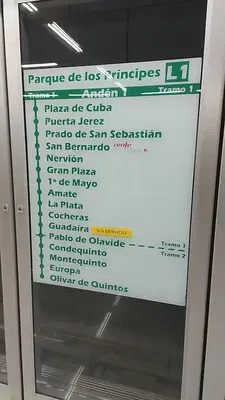 Parque de los Príncipes L1
Tramo 1 Andén 1 Tramo 1
Plaza de Cuba
Puerta Jerez
Prado de San Sebastián
San Bernardo renfe
Nervión
Gran Plaza
1º de Mayo
Amate
La Plata
Cocheras
Guadaíra SIN SERVICIO
Pablo de Olavide Tramo 1
Tramo 2
Condequinto
Montequinto
Europa
Olivar de Quintos